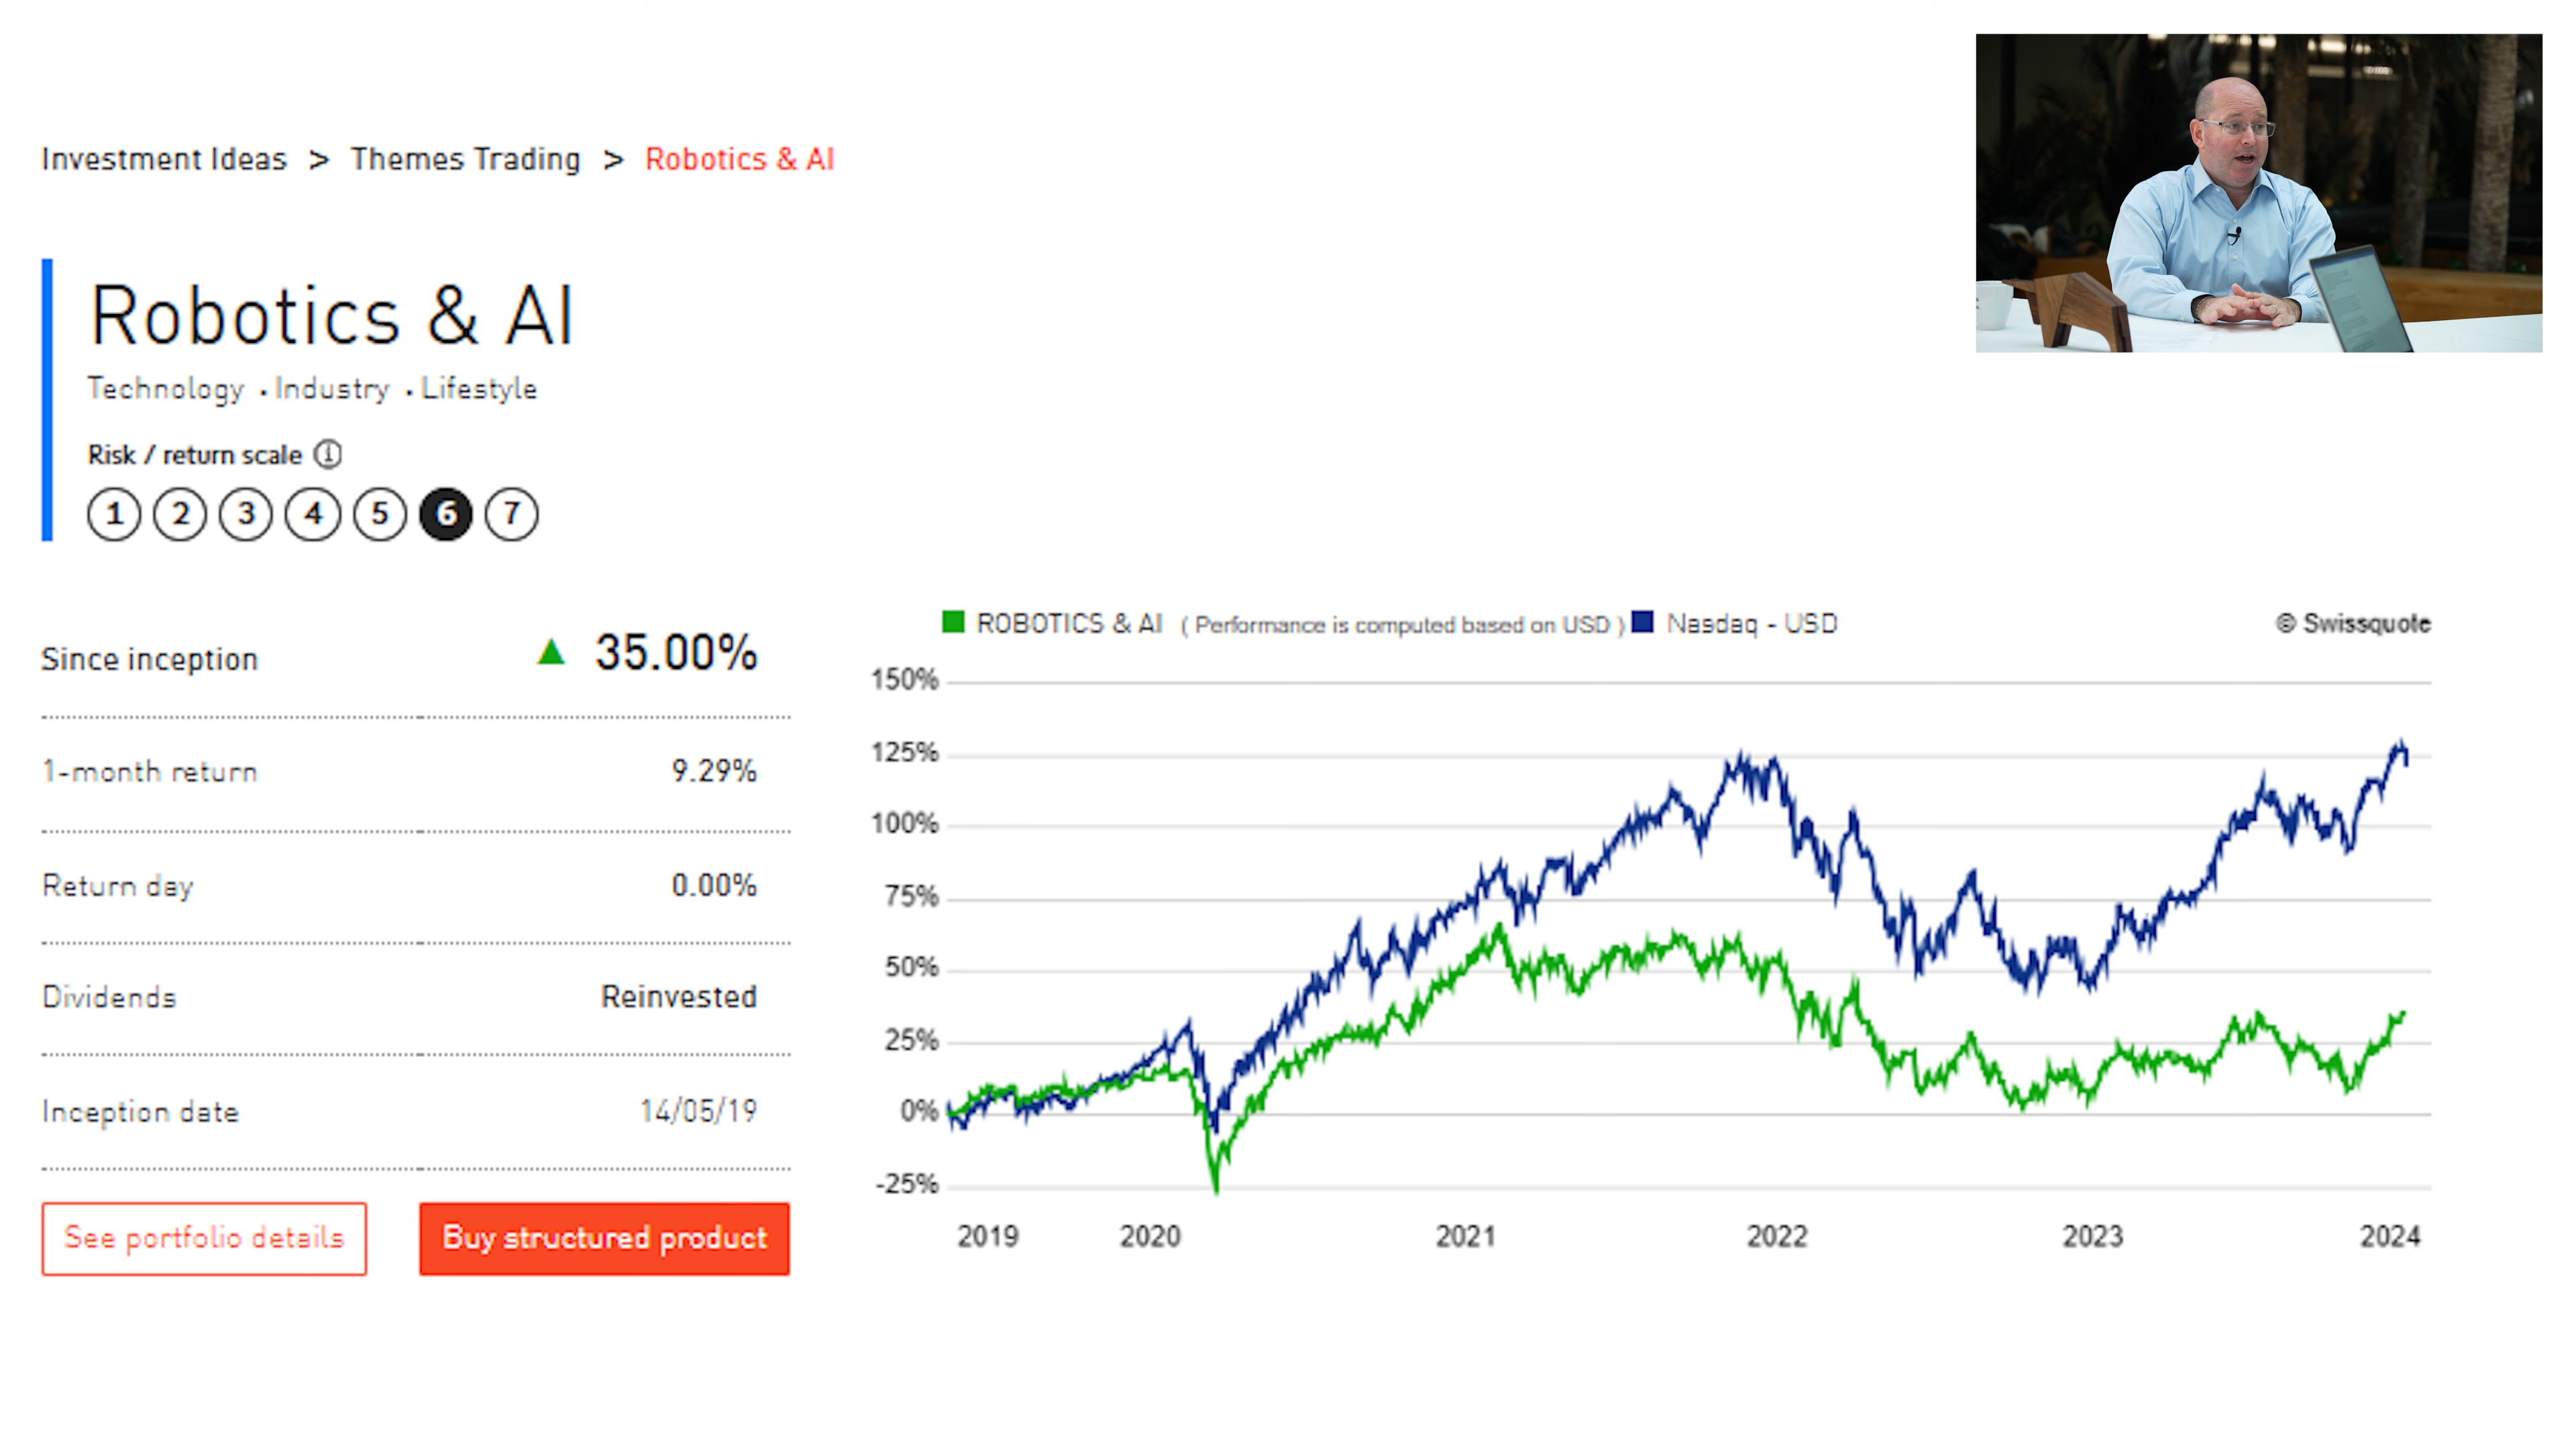 Investment Ideas > Themes Trading > Robotics & AI
Robotics & AI
Technology • Industry • Lifestyle
Risk / return scale ⓘ
1 2 3 4 5 6 7
Since inception ▲ 35.00%
1-month return 9.29%
Return day 0.00%
Dividends Reinvested
Inception date 14/05/19
See portfolio details Buy structured product
ROBOTICS & AI ( Performance is computed based on USD ) Nasdaq - USD © Swissquote
150%
125%
100%
75%
50%
25%
0%
-25%
2019 2020 2021 2022 2023 2024